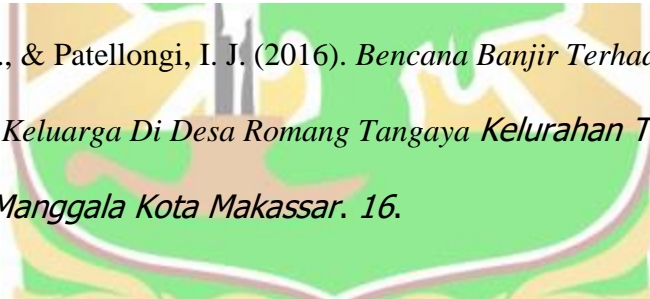 ., & Patellongi, I. J. (2016). Bencana Banjir Terhad
Keluarga Di Desa Romang Tangaya Kelurahan T
Manggala Kota Makassar. 16.